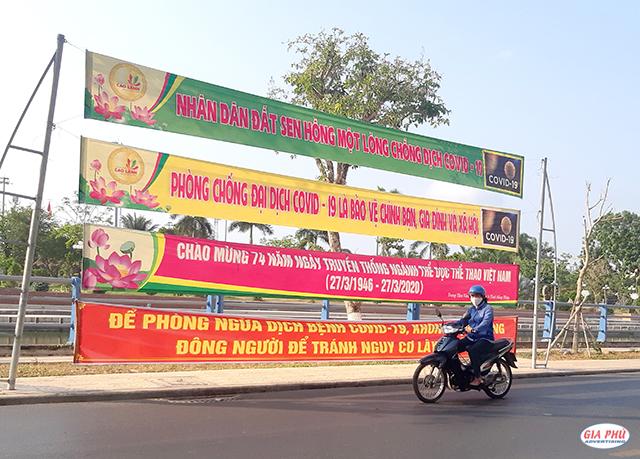 CAO LÃNH
NHÂN DÂN ĐẤT SEN HỒNG MỘT LÒNG CHỐNG DỊCH COVID - 19
COVID-19
PHÒNG CHỐNG ĐẠI DỊCH COVID - 19 LÀ BẢO VỆ CHÍNH BẠN, GIA ĐÌNH VÀ XÃ HỘI
COVID-19
CHÀO MỪNG 74 NĂM NGÀY TRUYỀN THỐNG NGÀNH THỂ DỤC THỂ THAO VIỆT NAM
(27/3/1946 - 27/3/2020)
ĐỂ PHÒNG NGỪA DỊCH BỆNH COVID-19,
ĐÔNG NGƯỜI ĐỂ TRÁNH NGUY CƠ
GIA PHÚ
ADVERTISING